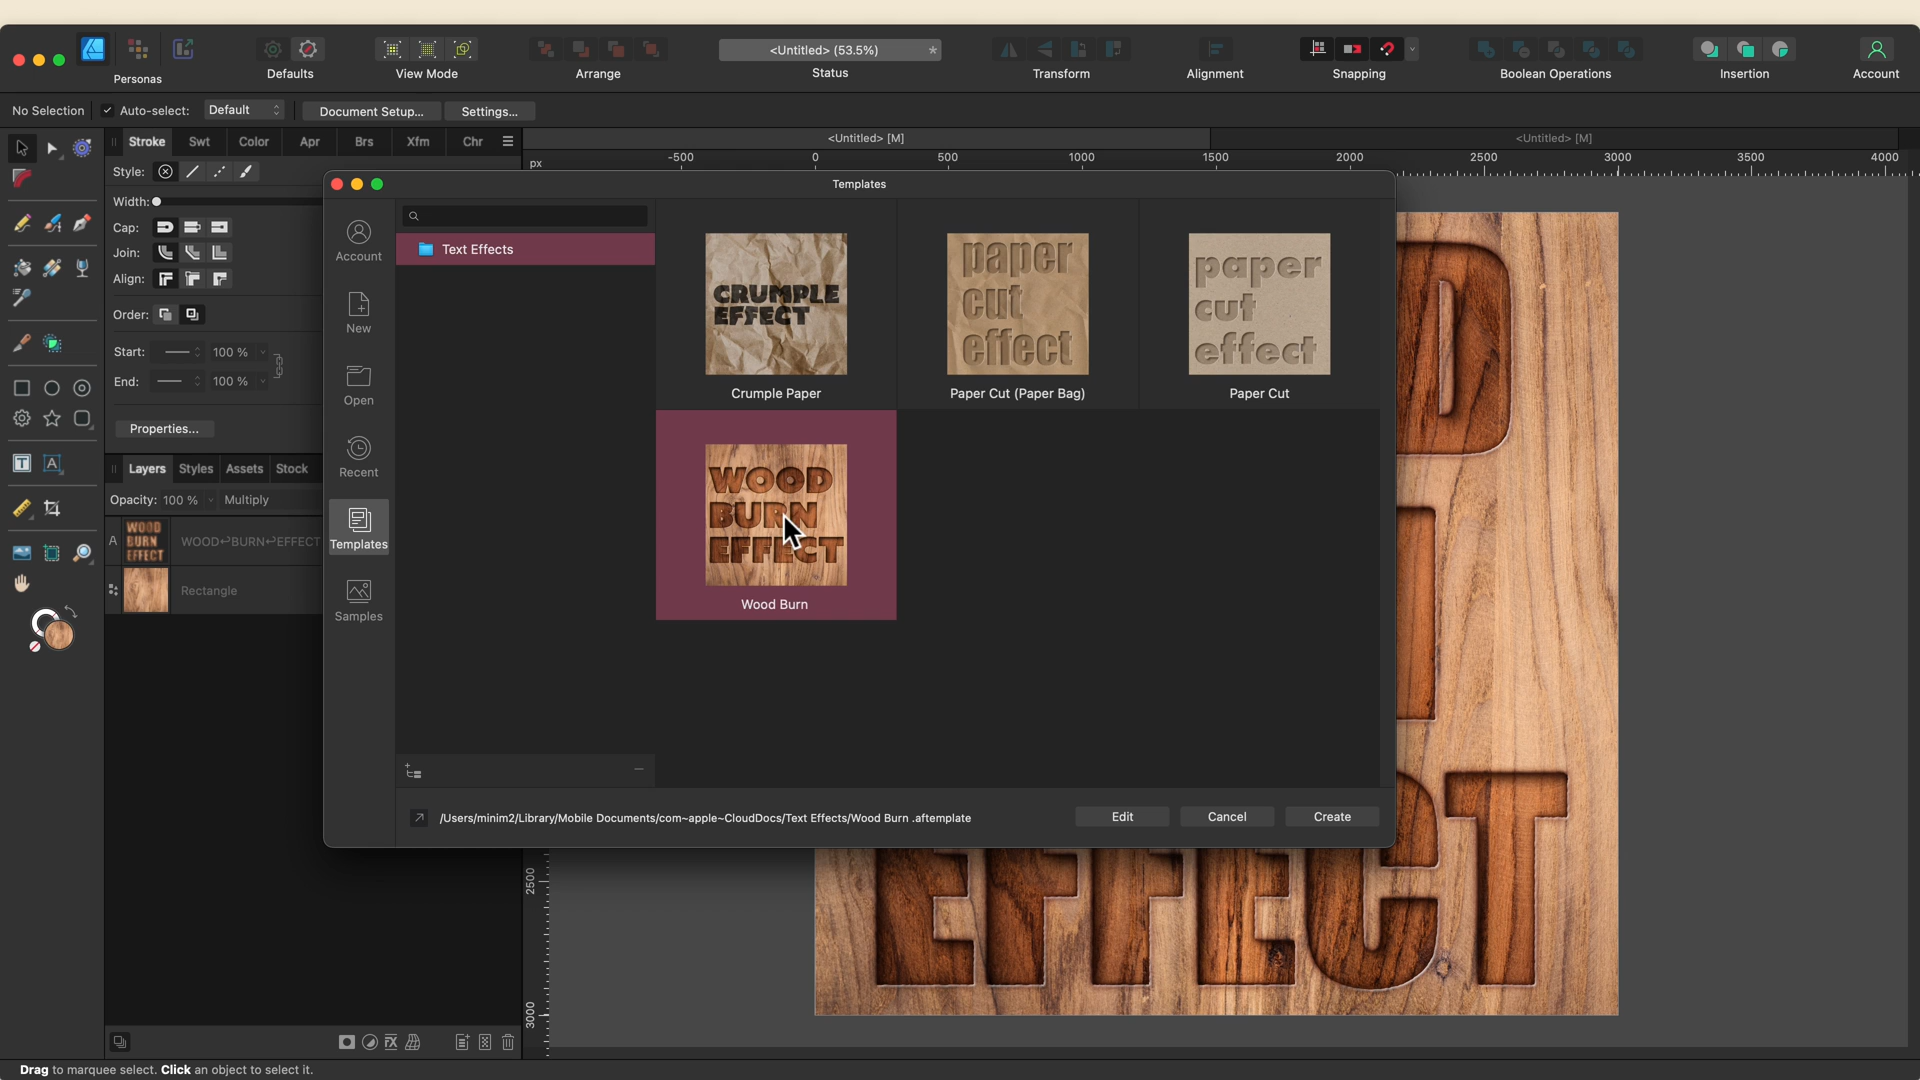 Personas
Defaults
View Mode
Arrange
<Untitled> (53.5%)
*
Status
Transform
Alignment
Snapping
Boolean Operations
Insertion
Account
No Selection
Auto-select:
Default
Document Setup...
Settings...
Stroke
Swt
Color
Apr
Brs
Xfm
Chr
<Untitled> [M]
<Untitled> [M]
px
-500
0
500
1000
1500
2000
2500
3000
3500
4000
Style:
Width:
Cap:
Join:
Align:
Order:
Start:
100 %
End:
100 %
Properties...
Layers
Styles
Assets
Stock
Opacity:
100 %
Multiply
A
WOOD
BURN
EFFECT
WOOD↵BURN↵EFFECT
Rectangle
Templates
Account
New
Open
Recent
Templates
Samples
Text Effects
CRUMPLE
EFFECT
Crumple Paper
paper
cut
effect
Paper Cut (Paper Bag)
paper
cut
effect
Paper Cut
WOOD
BURN
EFFECT
Wood Burn
/Users/minim2/Library/Mobile Documents/com~apple~CloudDocs/Text Effects/Wood Burn .aftemplate
Edit
Cancel
Create
D
EFFECT
2500
3000
Drag to marquee select. Click an object to select it.